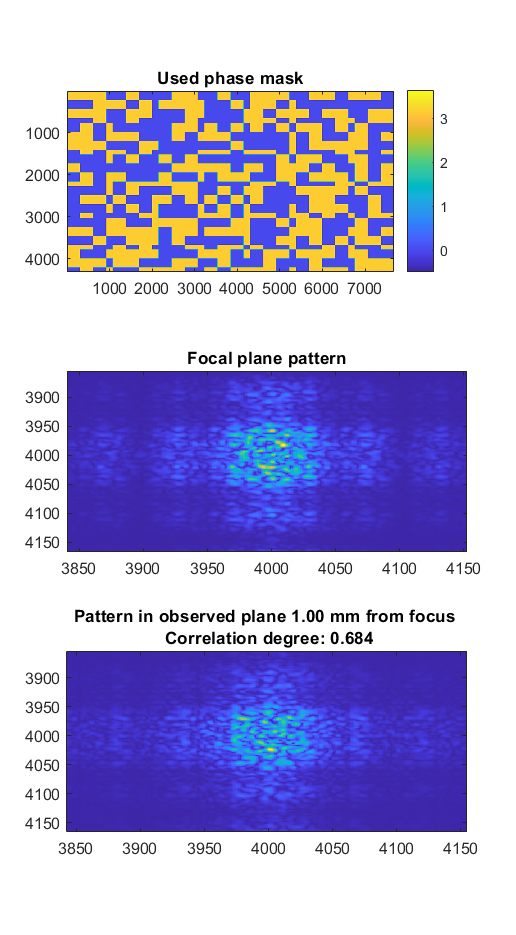 Used phase mask
1000
2000
3000
4000
1000 2000 3000 4000 5000 6000 7000
3
2
1
0
Focal plane pattern
3900
3950
4000
4050
4100
4150
3850 3900 3950 4000 4050 4100 4150
Pattern in observed plane 1.00 mm from focus
Correlation degree: 0.684
3900
3950
4000
4050
4100
4150
3850 3900 3950 4000 4050 4100 4150